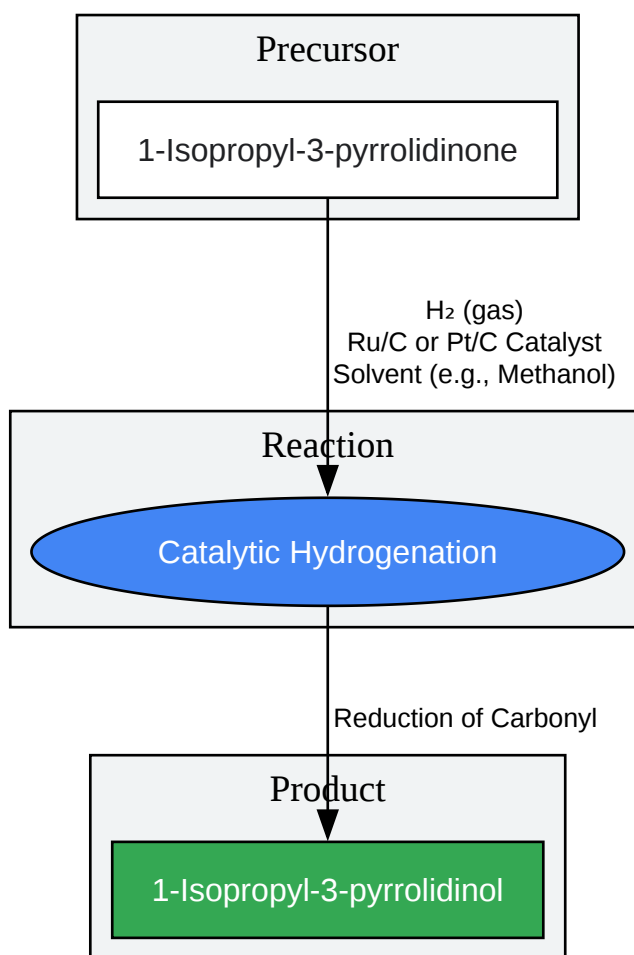 Precursor
1-Isopropyl-3-pyrrolidinone
H₂ (gas)
Ru/C or Pt/C Catalyst
Solvent (e.g., Methanol)
Reaction
Catalytic Hydrogenation
Reduction of Carbonyl
Product
1-Isopropyl-3-pyrrolidinol